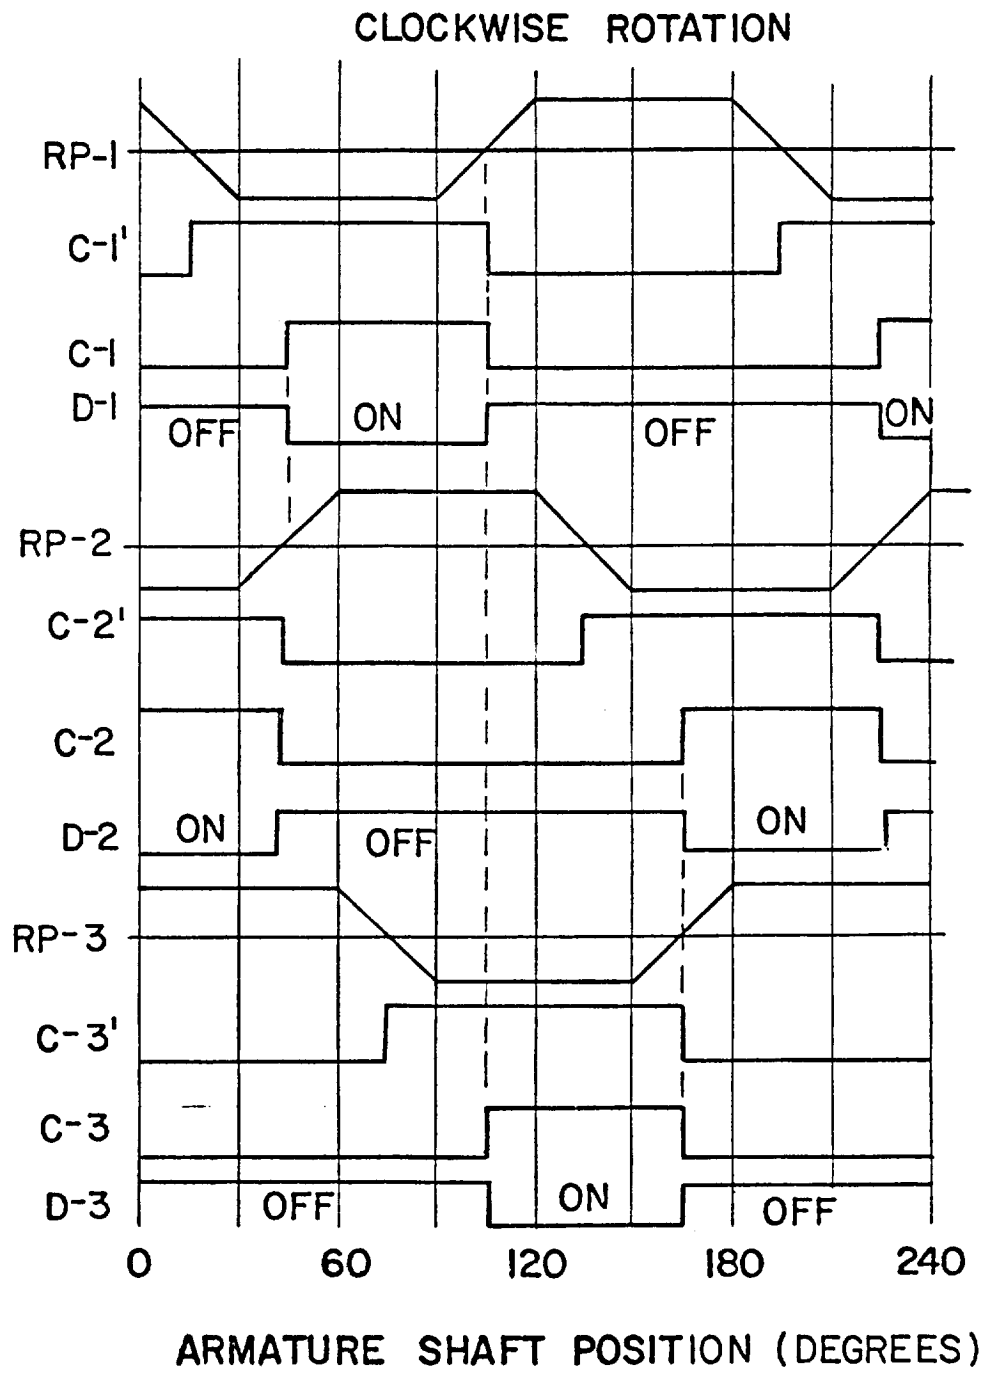 CLOCKWISE ROTATION
RP-1
C-1'
C-1
D-1
OFF
ON
OFF
ON
RP-2
C-2'
C-2
D-2
ON
OFF
ON
RP-3
C-3'
C-3
D-3
OFF
ON
OFF
0 60 120 180 240
ARMATURE SHAFT POSITION (DEGREES)